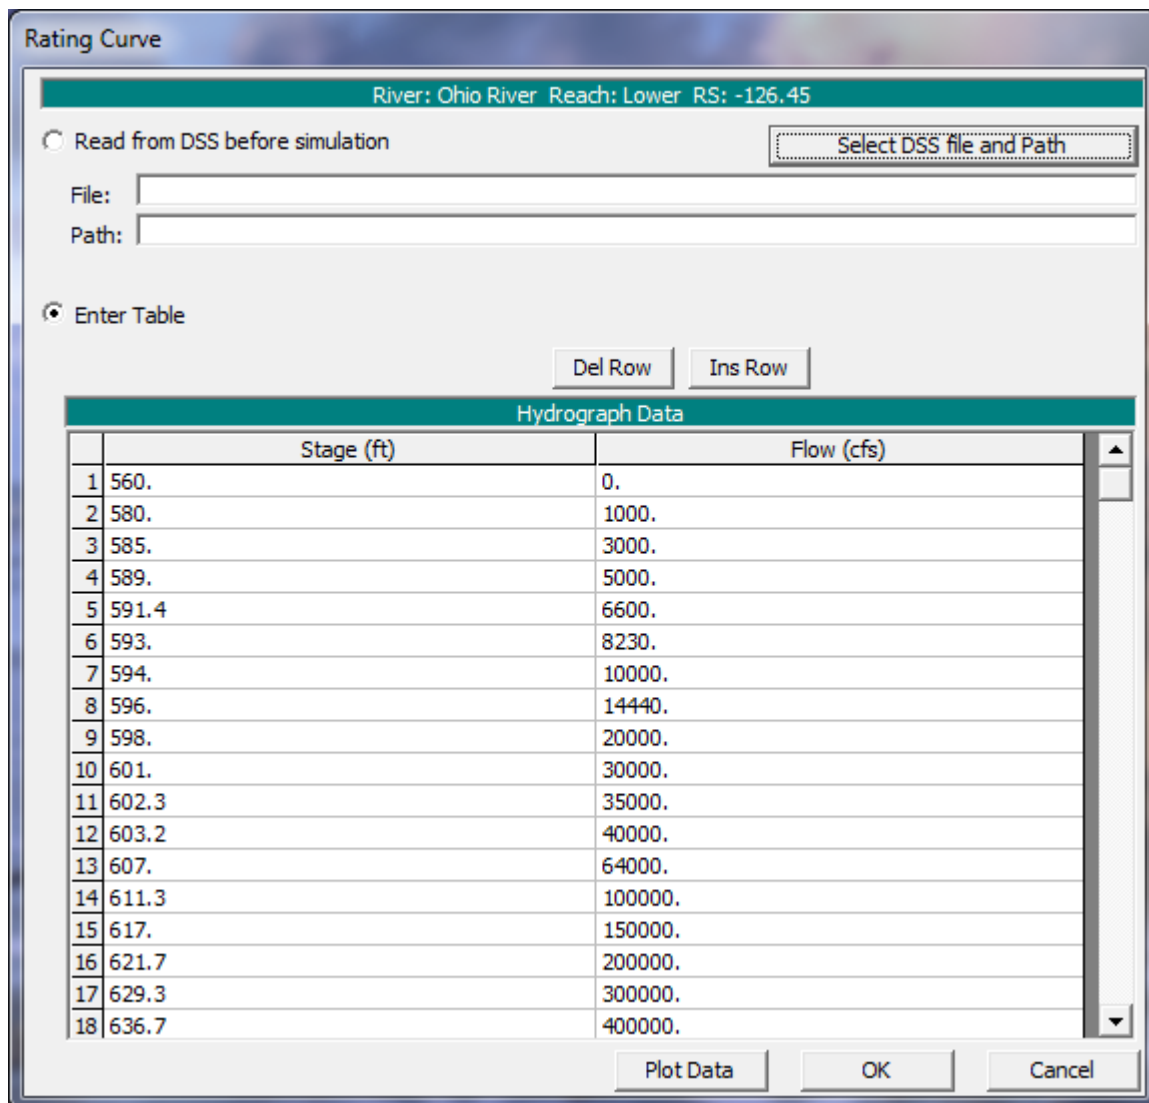 Rating Curve
River: Ohio River Reach: Lower RS: -126.45
Read from DSS before simulation
Select DSS file and Path
File:
Path:
Enter Table
Del Row Ins Row
Hydrograph Data
Stage (ft) Flow (cfs)
1 560. 0.
2 580. 1000.
3 585. 3000.
4 589. 5000.
5 591.4 6600.
6 593. 8230.
7 594. 10000.
8 596. 14440.
9 598. 20000.
10 601. 30000.
11 602.3 35000.
12 603.2 40000.
13 607. 64000.
14 611.3 100000.
15 617. 150000.
16 621.7 200000.
17 629.3 300000.
18 636.7 400000.
Plot Data OK Cancel